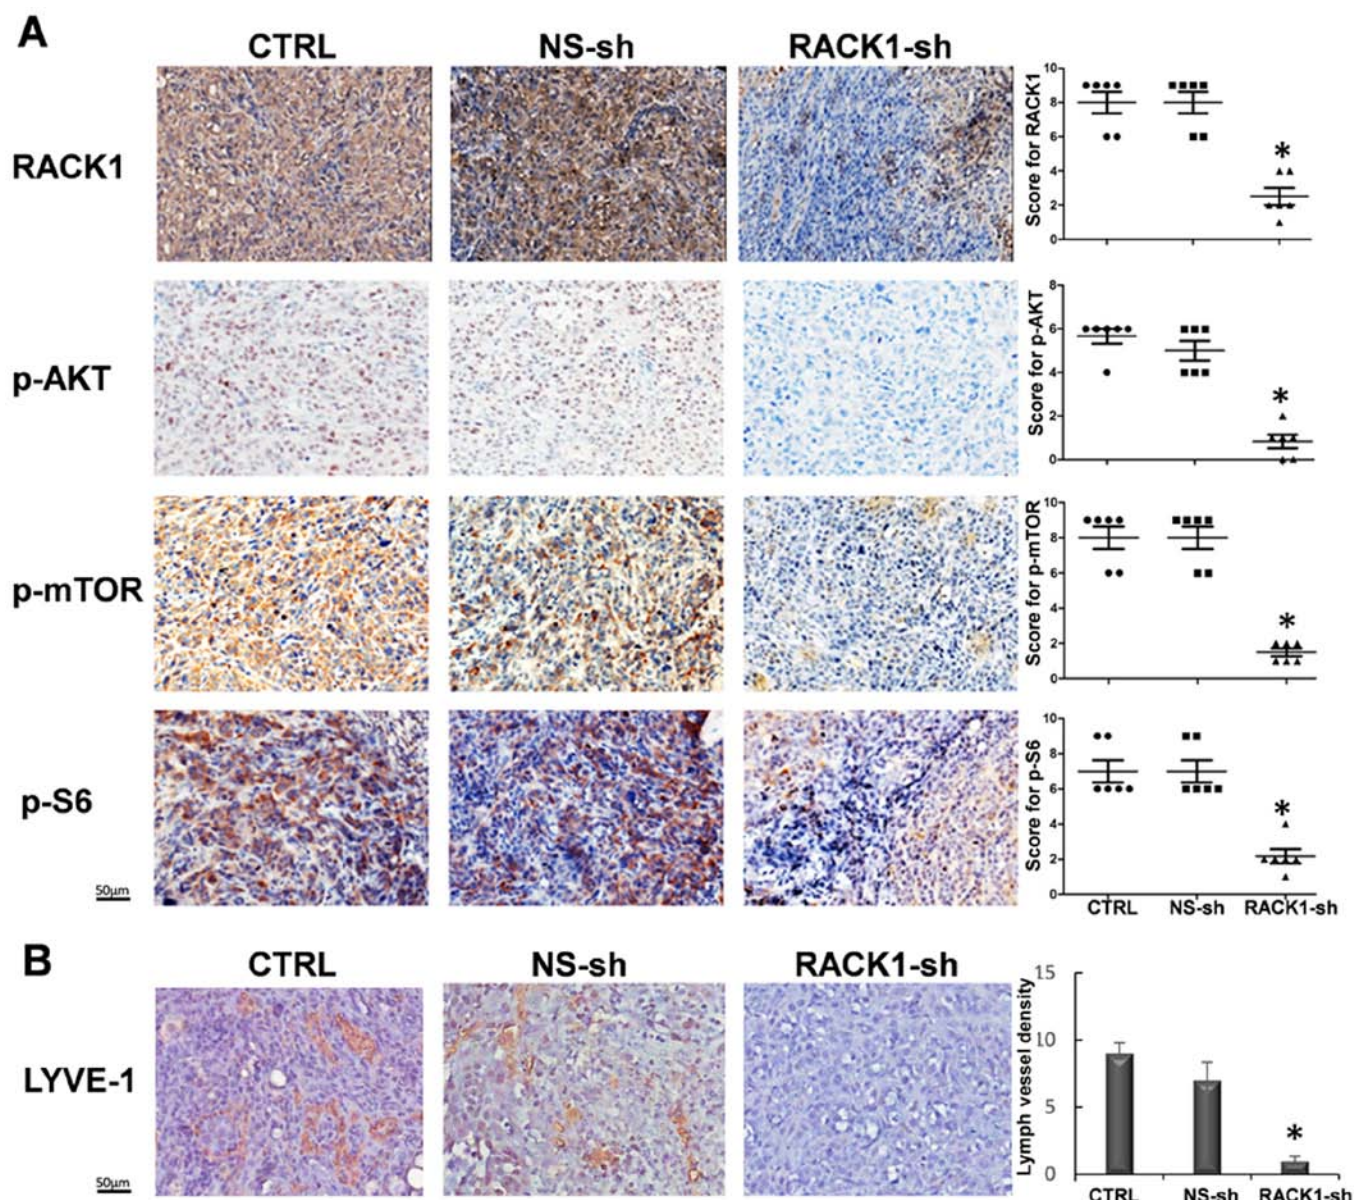 A
CTRL NS-sh RACK1-sh
RACK1
Score for RACK1
10
8
6
4
2
0
*
p-AKT
Score for p-AKT
8
6
4
2
0
*
p-mTOR
Score for p-mTOR
10
8
6
4
2
0
*
p-S6
50µm
Score for p-S6
10
8
6
4
2
0
*
CTRL NS-sh RACK1-sh
B
CTRL NS-sh RACK1-sh
LYVE-1
50µm
Lymph vessel density
15
10
5
0
*
CTRL NS-sh RACK1-sh